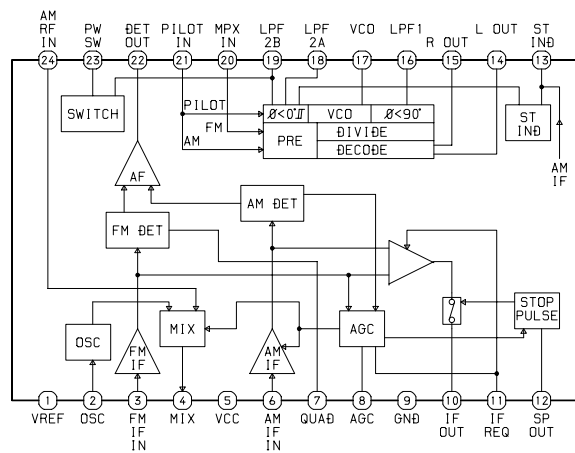 AM PW DET PILOT MPX LPF LPF VCO LPF1 L OUT ST
RF SW OUT IN IN 2B 2A R OUT IND
IN
24 23 22 21 20 19 18 17 16 15 14 13
SWITCH
PILOT
Ø<0° VCO Ø<90°
ST
IND
FM
PRE
DIVIDE
AM
DECODE
AM
IF
AF
AM DET
FM DET
STOP
PULSE
OSC
MIX
FM
IF
AM
IF
AGC
1 2 3 4 5 6 7 8 9 10 11 12
VREF OSC FM MIX VCC AM QUAD AGC GND IF IF SP
IF IF OUT REQ OUT
IN IN